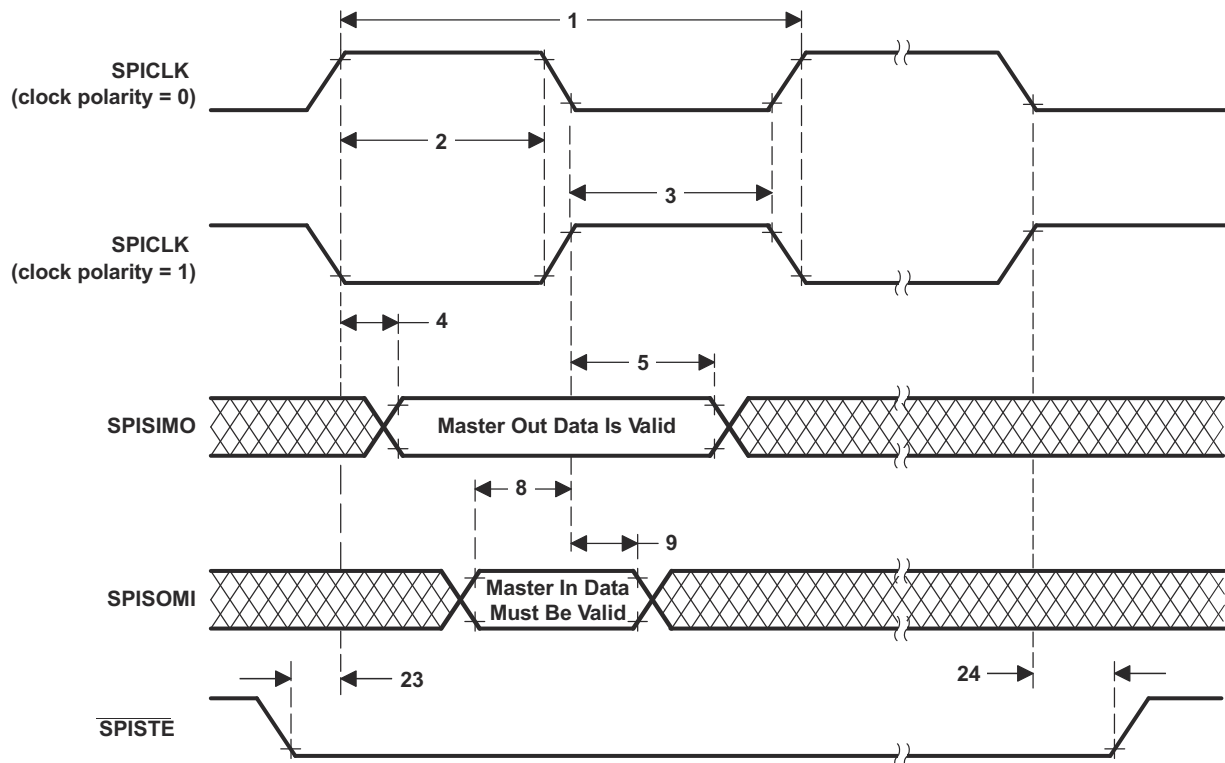 1
SPICLK
(clock polarity = 0)
2
3
SPICLK
(clock polarity = 1)
4
5
SPISIMO
Master Out Data Is Valid
8
9
SPISOMI
Master In Data
Must Be Valid
23
24
SPISTE